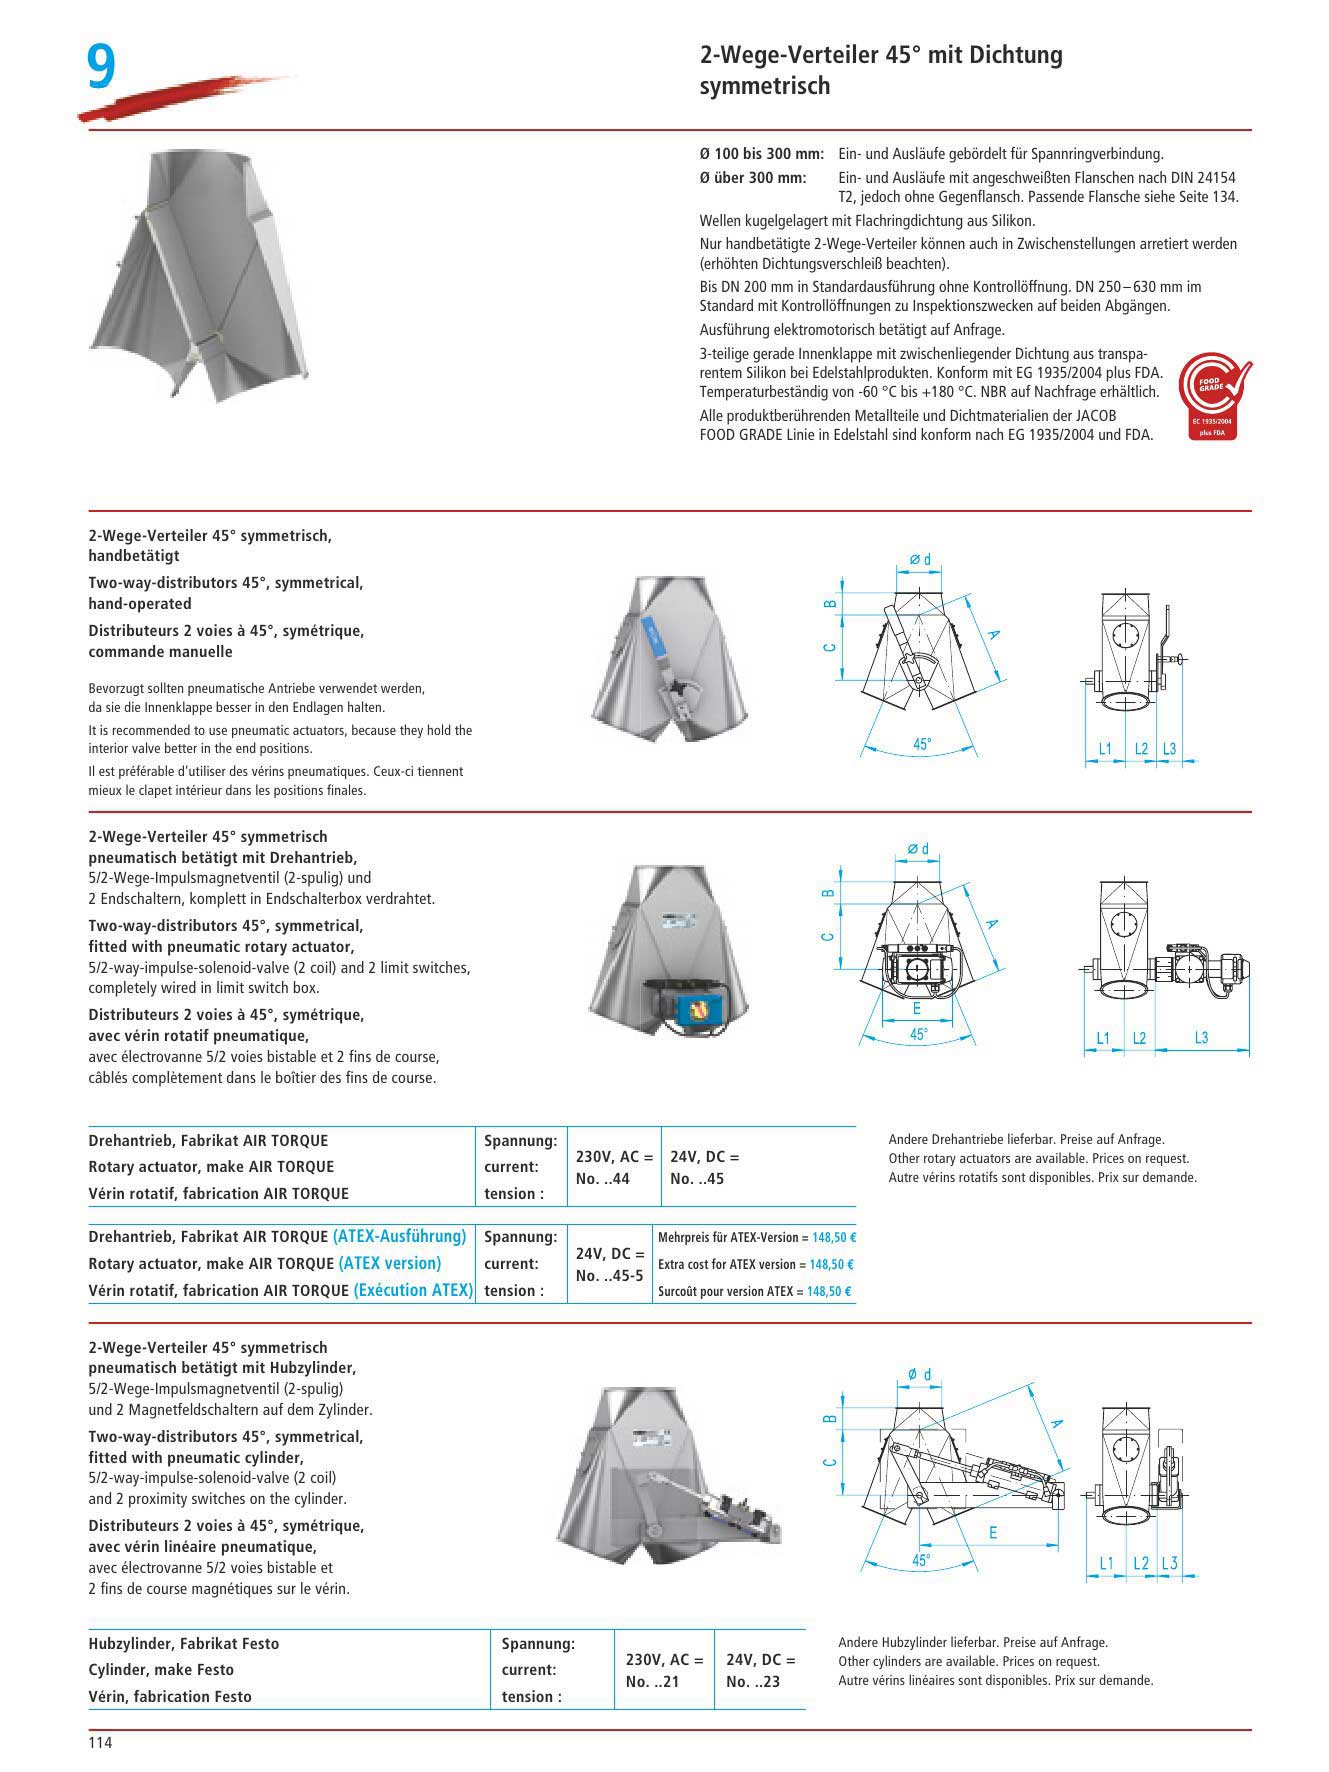 9
2-Wege-Verteiler 45° mit Dichtung
symmetrisch
Ø 100 bis 300 mm: Ein- und Ausläufe gebördelt für Spannringverbindung.
Ø über 300 mm: Ein- und Ausläufe mit angeschweißten Flanschen nach DIN 24154
T2, jedoch ohne Gegenflansch. Passende Flansche siehe Seite 134.
Wellen kugelgelagert mit Flachringdichtung aus Silikon.
Nur handbetätigte 2-Wege-Verteiler können auch in Zwischenstellungen arretiert werden
(erhöhten Dichtungsverschleiß beachten).
Bis DN 200 mm in Standardausführung ohne Kontrollöffnung. DN 250–630 mm im
Standard mit Kontrollöffnungen zu Inspektionszwecken auf beiden Abgängen.
Ausführung elektromotorisch betätigt auf Anfrage.
3-teilige gerade Innenklappe mit zwischenliegender Dichtung aus transpa-
rentem Silikon bei Edelstahlprodukten. Konform mit EG 1935/2004 plus FDA.
Temperaturbeständig von -60 °C bis +180 °C. NBR auf Nachfrage erhältlich.
Alle produktberührenden Metallteile und Dichtmaterialien der JACOB
FOOD GRADE Linie in Edelstahl sind konform nach EG 1935/2004 und FDA.
FOOD
GRADE
EC 1935/2004
plus FDA
2-Wege-Verteiler 45° symmetrisch,
handbetätigt
Two-way-distributors 45°, symmetrical,
hand-operated
Distributeurs 2 voies à 45°, symétrique,
commande manuelle
Bevorzugt sollten pneumatische Antriebe verwendet werden,
da sie die Innenklappe besser in den Endlagen halten.
It is recommended to use pneumatic actuators, because they hold the
interior valve better in the end positions.
Il est préférable d'utiliser des vérins pneumatiques. Ceux-ci tiennent
mieux le clapet intérieur dans les positions finales.
Ø d
B
C
A
45°
L1 L2 L3
2-Wege-Verteiler 45° symmetrisch
pneumatisch betätigt mit Drehantrieb,
5/2-Wege-Impulsmagnetventil (2-spulig) und
2 Endschaltern, komplett in Endschalterbox verdrahtet.
Two-way-distributors 45°, symmetrical,
fitted with pneumatic rotary actuator,
5/2-way-impulse-solenoid-valve (2 coil) and 2 limit switches,
completely wired in limit switch box.
Distributeurs 2 voies à 45°, symétrique,
avec vérin rotatif pneumatique,
avec électrovanne 5/2 voies bistable et 2 fins de course,
câblés complètement dans le boîtier des fins de course.
Ø d
B
C
A
E
45°
L1 L2 L3
Drehantrieb, Fabrikat AIR TORQUE
Rotary actuator, make AIR TORQUE
Vérin rotatif, fabrication AIR TORQUE
Spannung:
current:
tension :
230V, AC =
No. ..44
24V, DC =
No. ..45
Andere Drehantriebe lieferbar. Preise auf Anfrage.
Other rotary actuators are available. Prices on request.
Autre vérins rotatifs sont disponibles. Prix sur demande.
Drehantrieb, Fabrikat AIR TORQUE (ATEX-Ausführung)
Rotary actuator, make AIR TORQUE (ATEX version)
Vérin rotatif, fabrication AIR TORQUE (Exécution ATEX)
Spannung:
current:
tension :
24V, DC =
No. ..45-5
Mehrpreis für ATEX-Version = 148,50 €
Extra cost for ATEX version = 148,50 €
Surcoût pour version ATEX = 148,50 €
2-Wege-Verteiler 45° symmetrisch
pneumatisch betätigt mit Hubzylinder,
5/2-Wege-Impulsmagnetventil (2-spulig)
und 2 Magnetfeldschaltern auf dem Zylinder.
Two-way-distributors 45°, symmetrical,
fitted with pneumatic cylinder,
5/2-way-impulse-solenoid-valve (2 coil)
and 2 proximity switches on the cylinder.
Distributeurs 2 voies à 45°, symétrique,
avec vérin linéaire pneumatique,
avec électrovanne 5/2 voies bistable et
2 fins de course magnétiques sur le vérin.
Ø d
B
C
A
E
45°
L1 L2 L3
Hubzylinder, Fabrikat Festo
Cylinder, make Festo
Vérin, fabrication Festo
Spannung:
current:
tension :
230V, AC =
No. ..21
24V, DC =
No. ..23
Andere Hubzylinder lieferbar. Preise auf Anfrage.
Other cylinders are available. Prices on request.
Autre vérins linéaires sont disponibles. Prix sur demande.
114